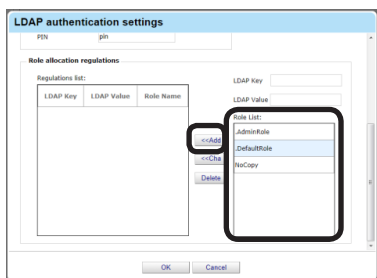 LDAP authentication settings
PIN pin
Role allocation regulations
Regulations list:
LDAP Key
LDAP Key LDAP Value Role Name
LDAP Value
Role List:
.AdminRole
<<Add
.DefaultRole
<<Cha
NoCopy
Delete
OK Cancel